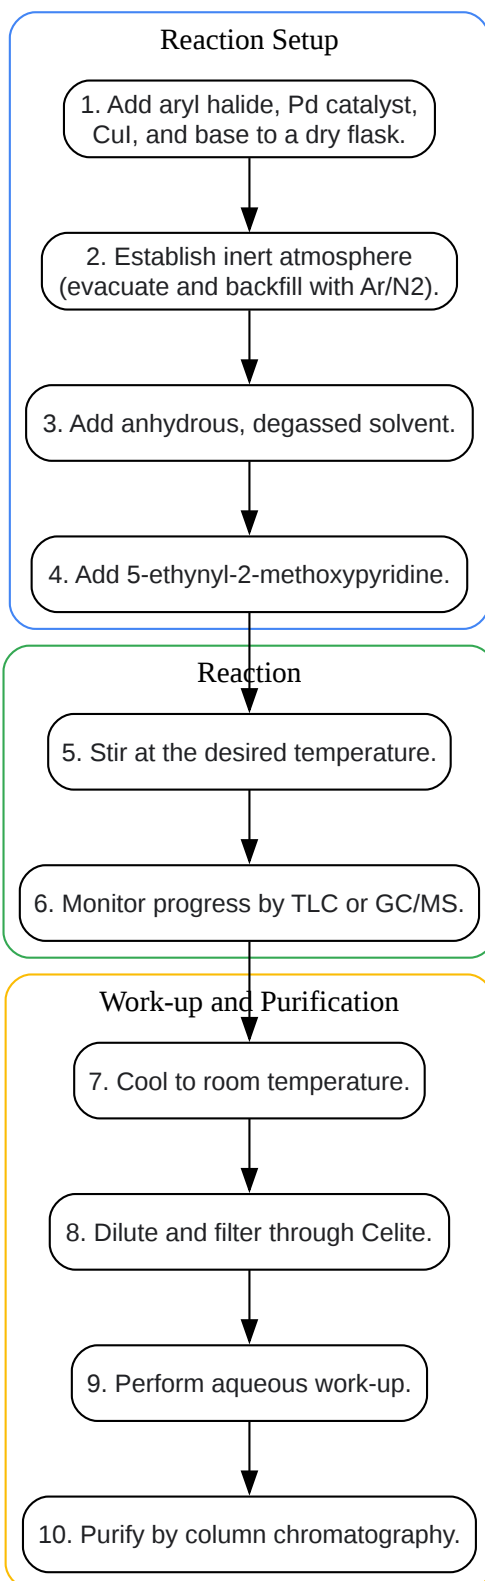 Reaction Setup
1. Add aryl halide, Pd catalyst,
CuI, and base to a dry flask.
2. Establish inert atmosphere
(evacuate and backfill with Ar/N2).
3. Add anhydrous, degassed solvent.
4. Add 5-ethynyl-2-methoxypyridine.
Reaction
5. Stir at the desired temperature.
6. Monitor progress by TLC or GC/MS.
Work-up and Purification
7. Cool to room temperature.
8. Dilute and filter through Celite.
9. Perform aqueous work-up.
10. Purify by column chromatography.